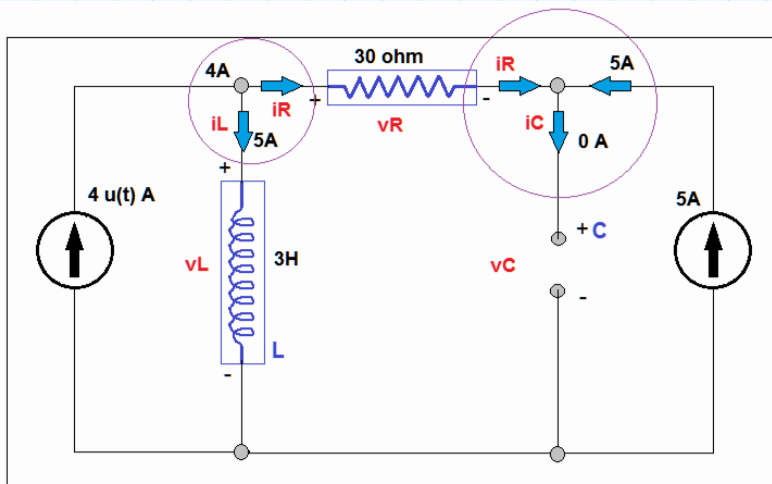 30 ohm
4A
iR
5A
+
iR
-
vR
iL
5A
iC
0 A
+
4 u(t) A
5A
vL
3H
+ C
vC
-
L
-